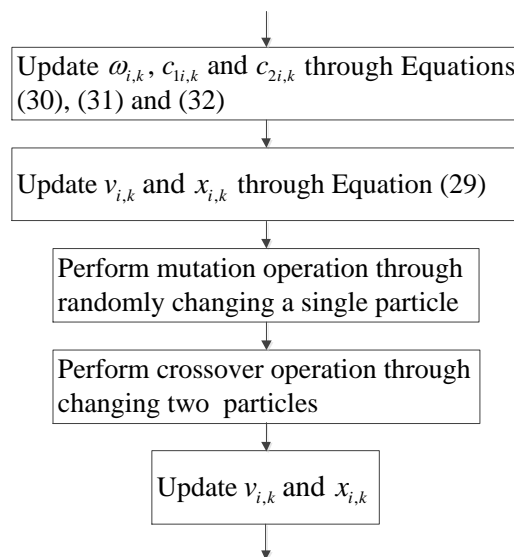 Update ω_{i,k}, c_{1i,k} and c_{2i,k} through Equations
(30), (31) and (32)
Update v_{i,k} and x_{i,k} through Equation (29)
Perform mutation operation through
randomly changing a single particle
Perform crossover operation through
changing two particles
Update v_{i,k} and x_{i,k}